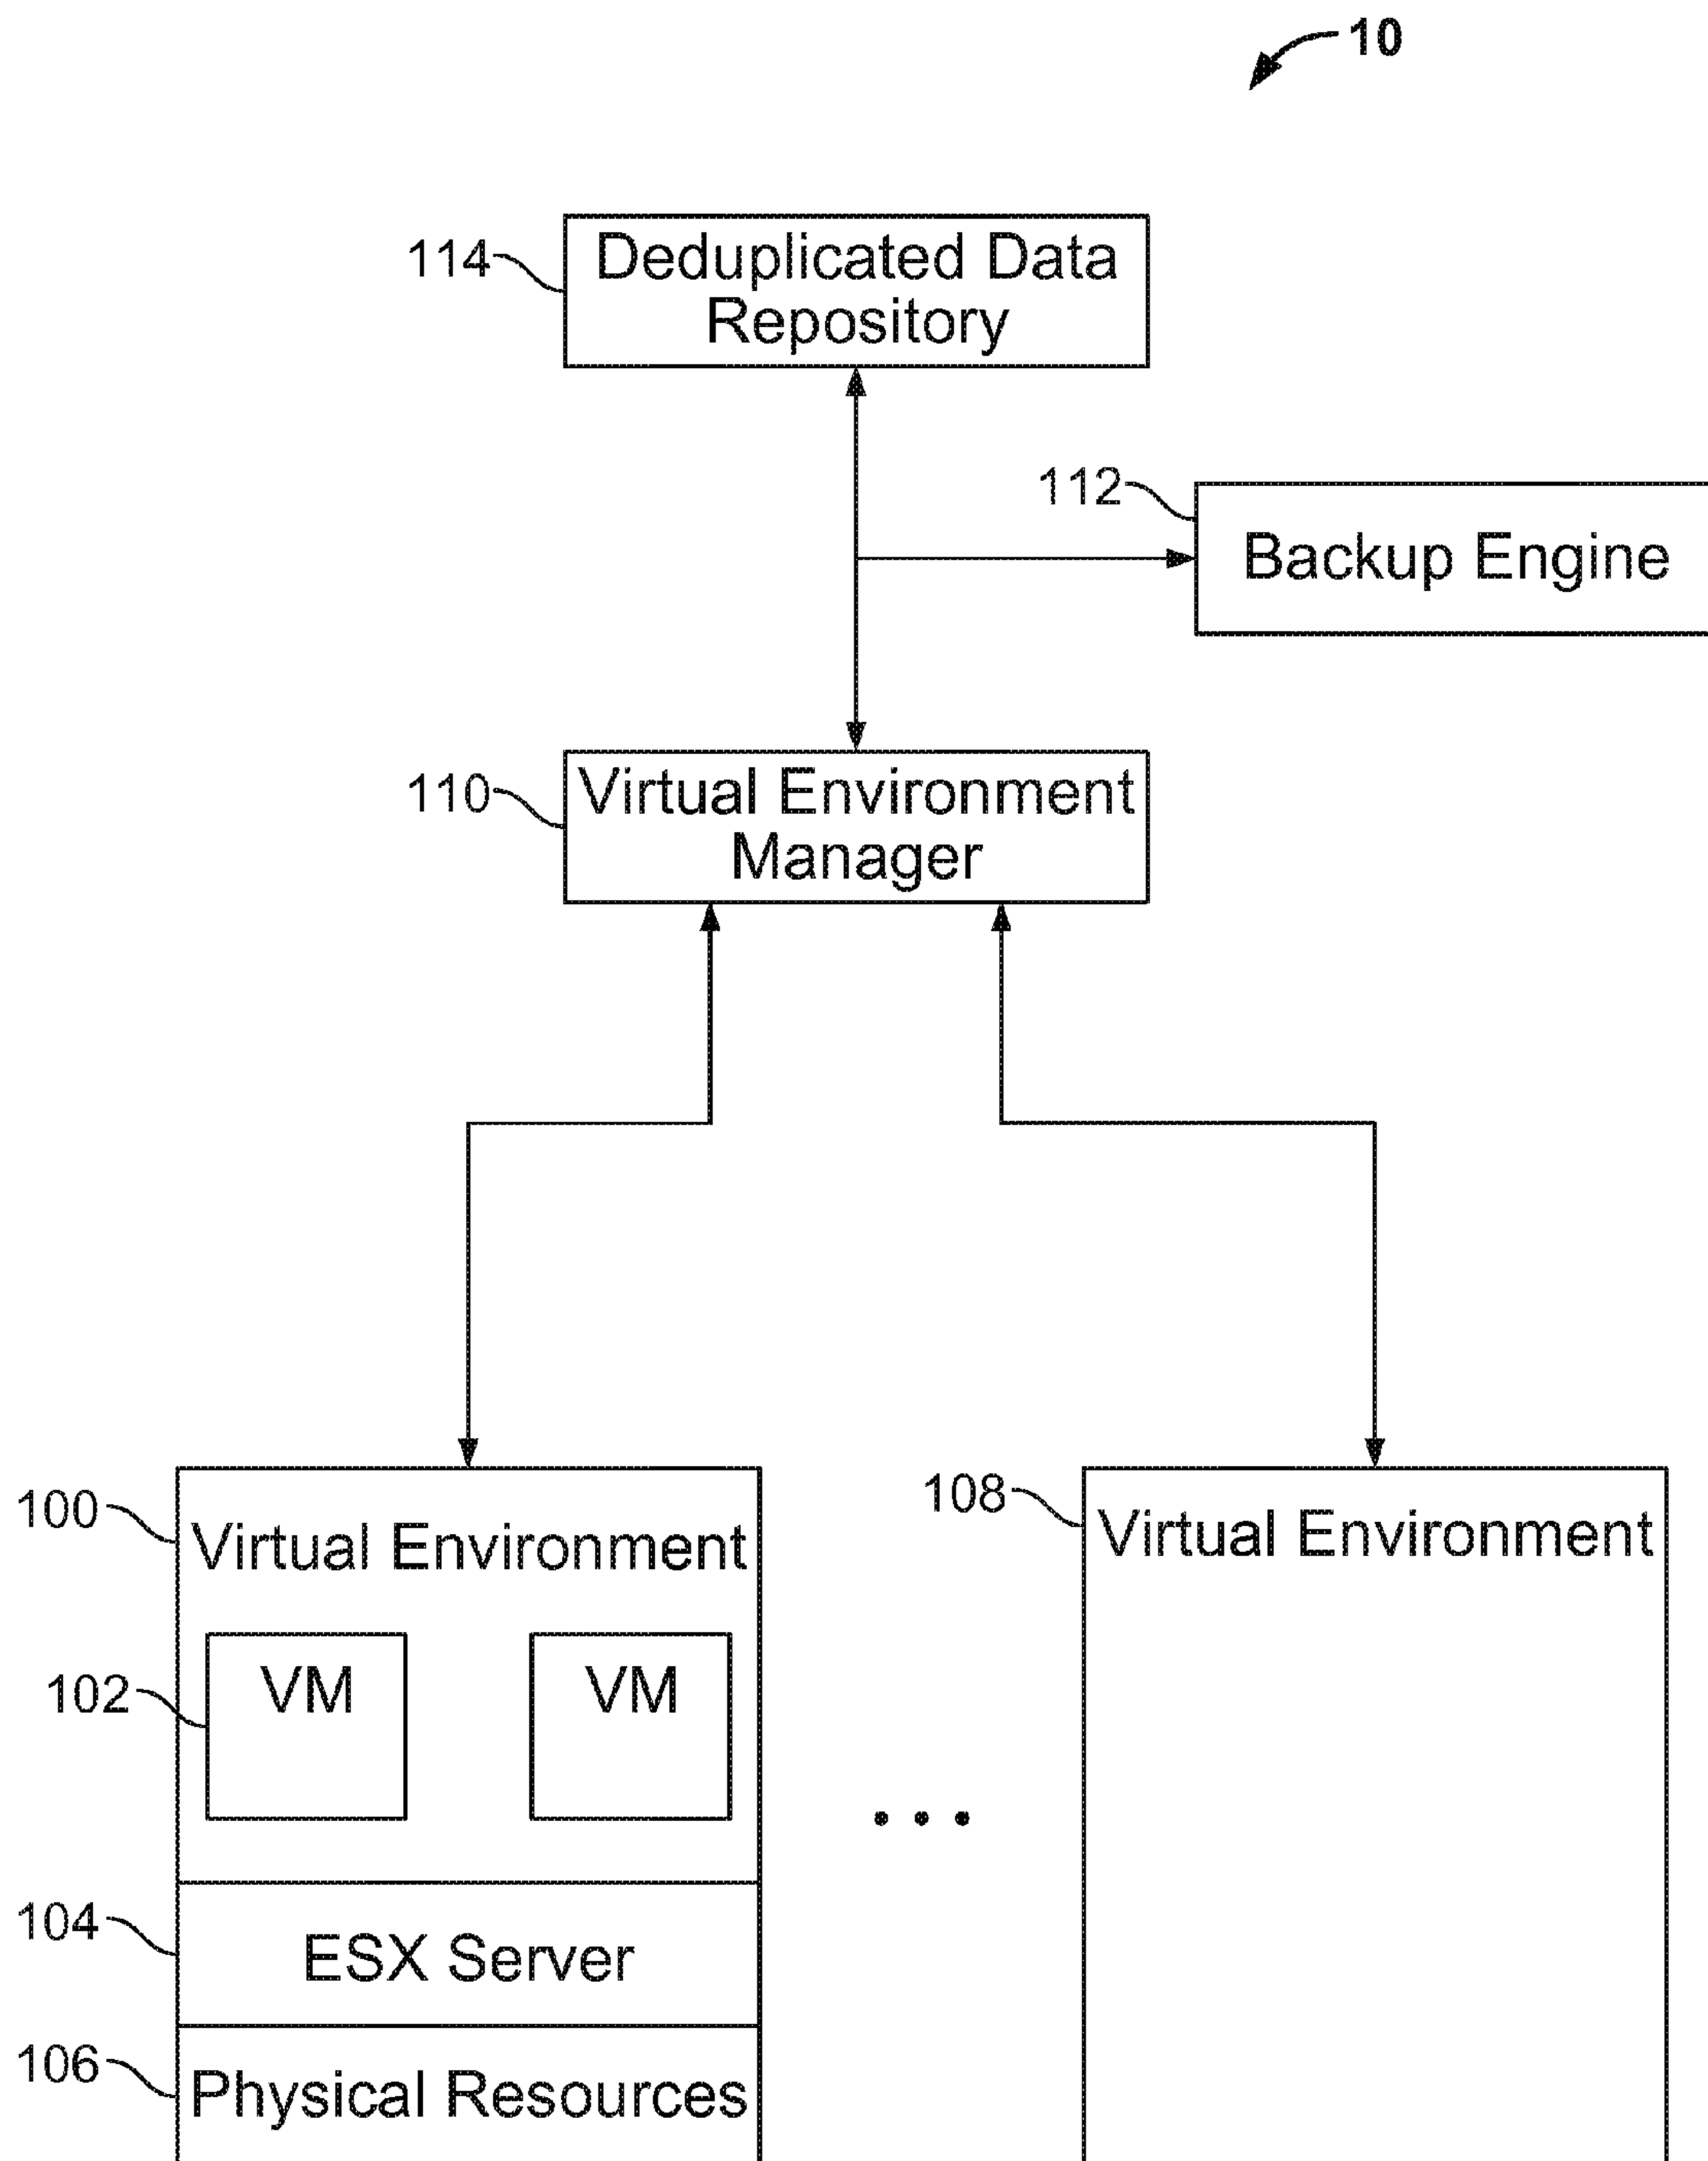 10
114
Deduplicated Data
Repository
112
Backup Engine
110
Virtual Environment
Manager
100
Virtual Environment
108
Virtual Environment
102
VM
VM
...
104
ESX Server
106
Physical Resources